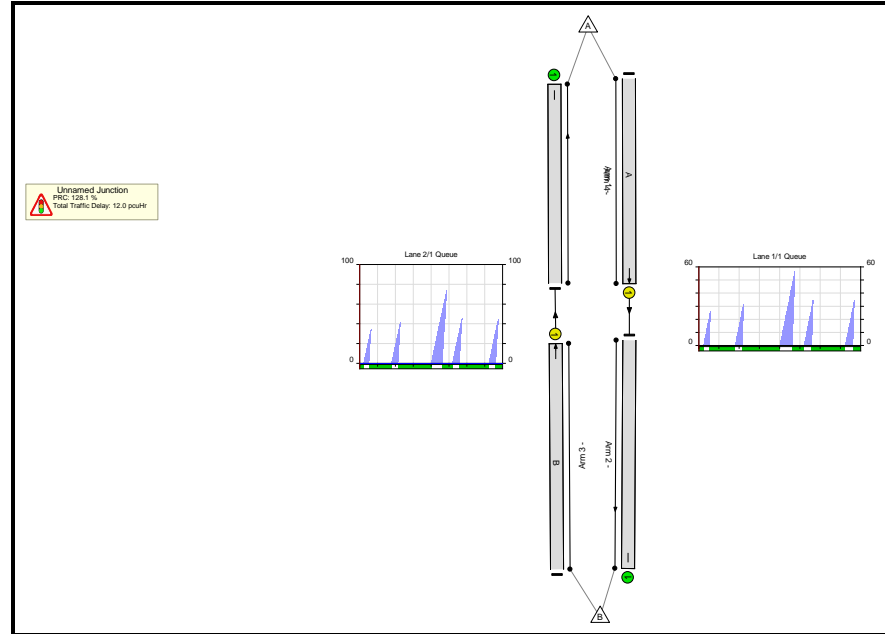 A
A
Unnamed Junction
PRC: 128.1 %
Total Traffic Delay: 12.0 pcuHr
Lane 2/1 Queue
100
100
0
0
Lane 1/1 Queue
60
60
0
0
B
Arm 3 -
Arm 2 -
B